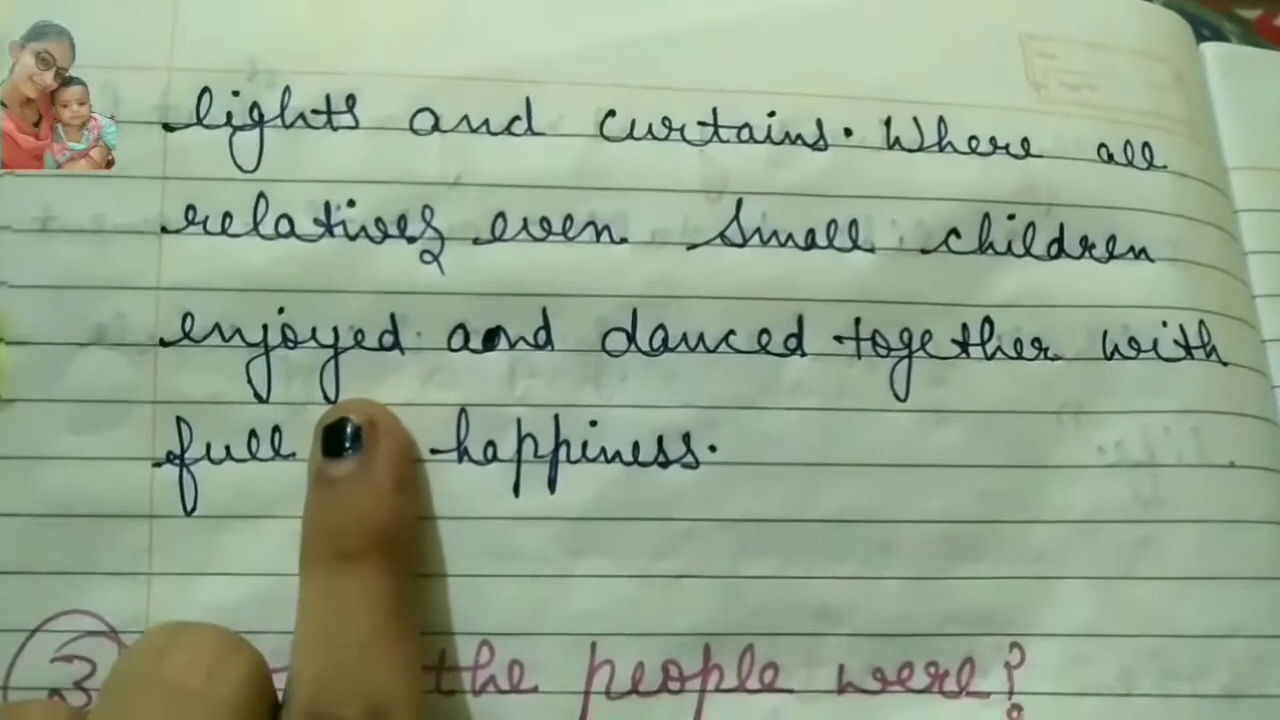 lights and curtains. Where all
relatives even small children
enjoyed and danced together with
full happiness.
3 the people were?